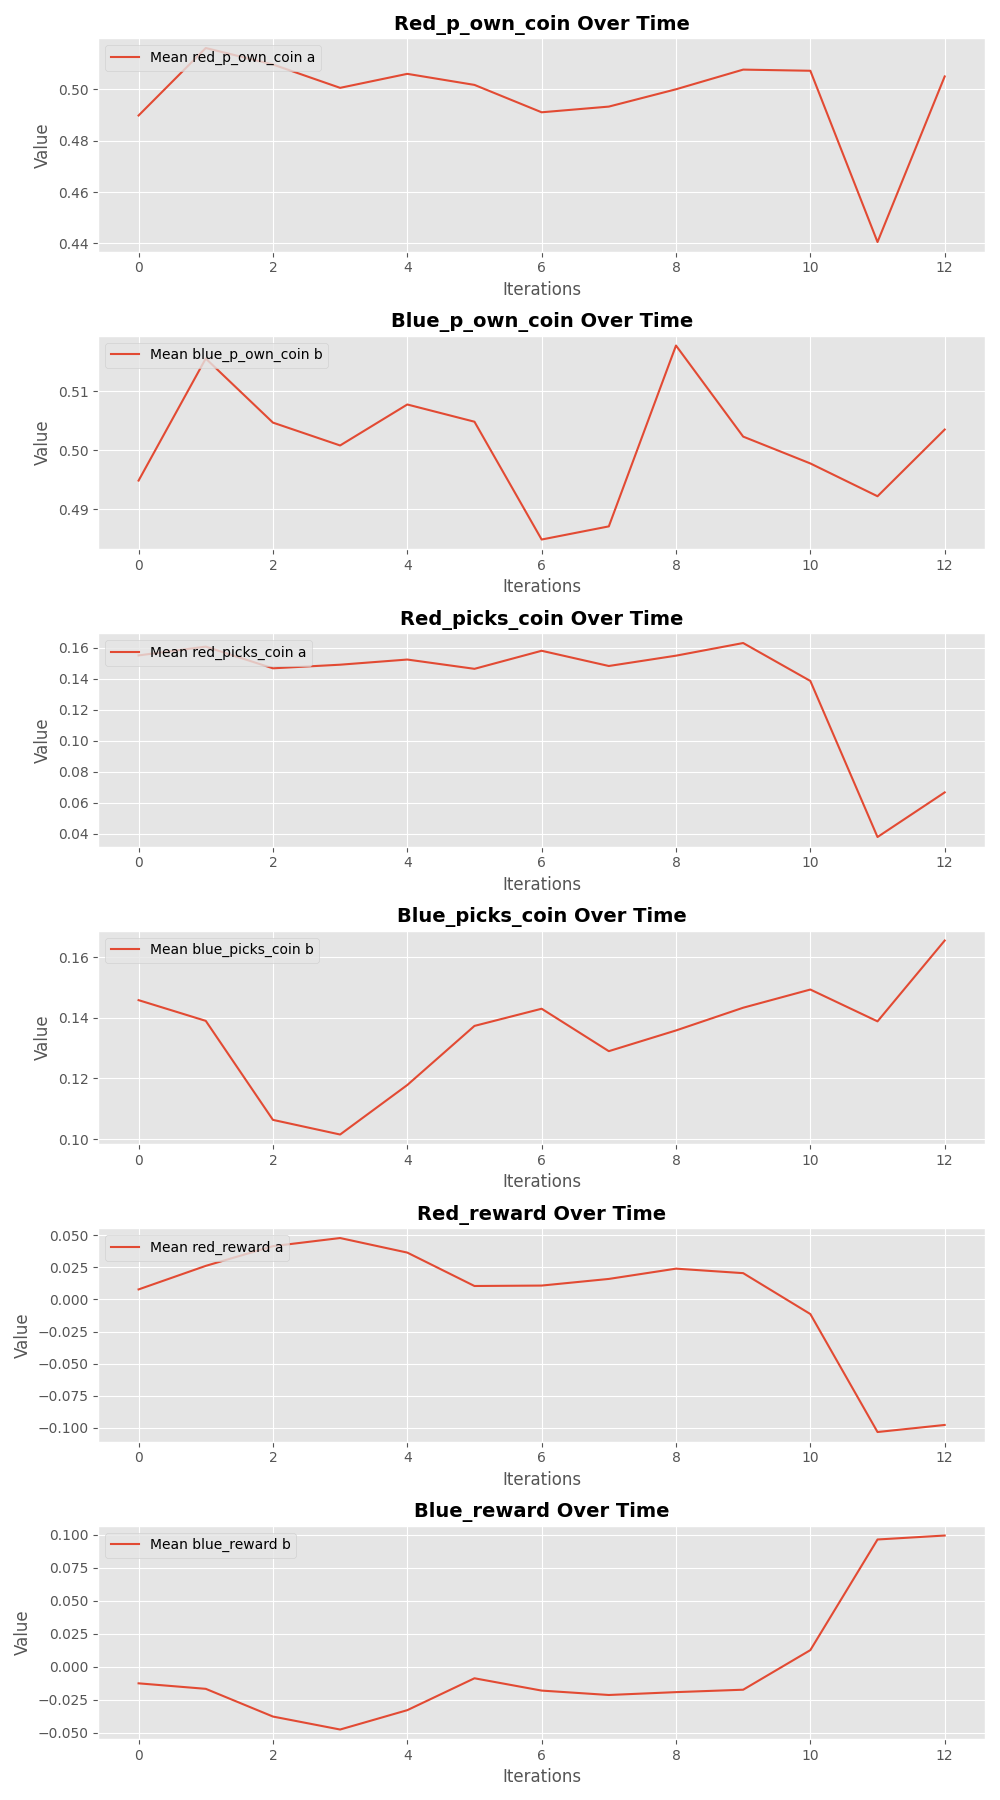 Red_p_own_coin Over Time
Mean red_p_own_coin a
Value
0.50
0.48
0.46
0.44
0 2 4 6 8 10 12
Iterations
Blue_p_own_coin Over Time
Mean blue_p_own_coin b
Value
0.51
0.50
0.49
0 2 4 6 8 10 12
Iterations
Red_picks_coin Over Time
Mean red_picks_coin a
Value
0.16
0.14
0.12
0.10
0.08
0.06
0.04
0 2 4 6 8 10 12
Iterations
Blue_picks_coin Over Time
Mean blue_picks_coin b
Value
0.16
0.14
0.12
0.10
0 2 4 6 8 10 12
Iterations
Red_reward Over Time
Mean red_reward a
Value
0.050
0.025
0.000
−0.025
−0.050
−0.075
−0.100
0 2 4 6 8 10 12
Iterations
Blue_reward Over Time
Mean blue_reward b
Value
0.100
0.075
0.050
0.025
0.000
−0.025
−0.050
0 2 4 6 8 10 12
Iterations